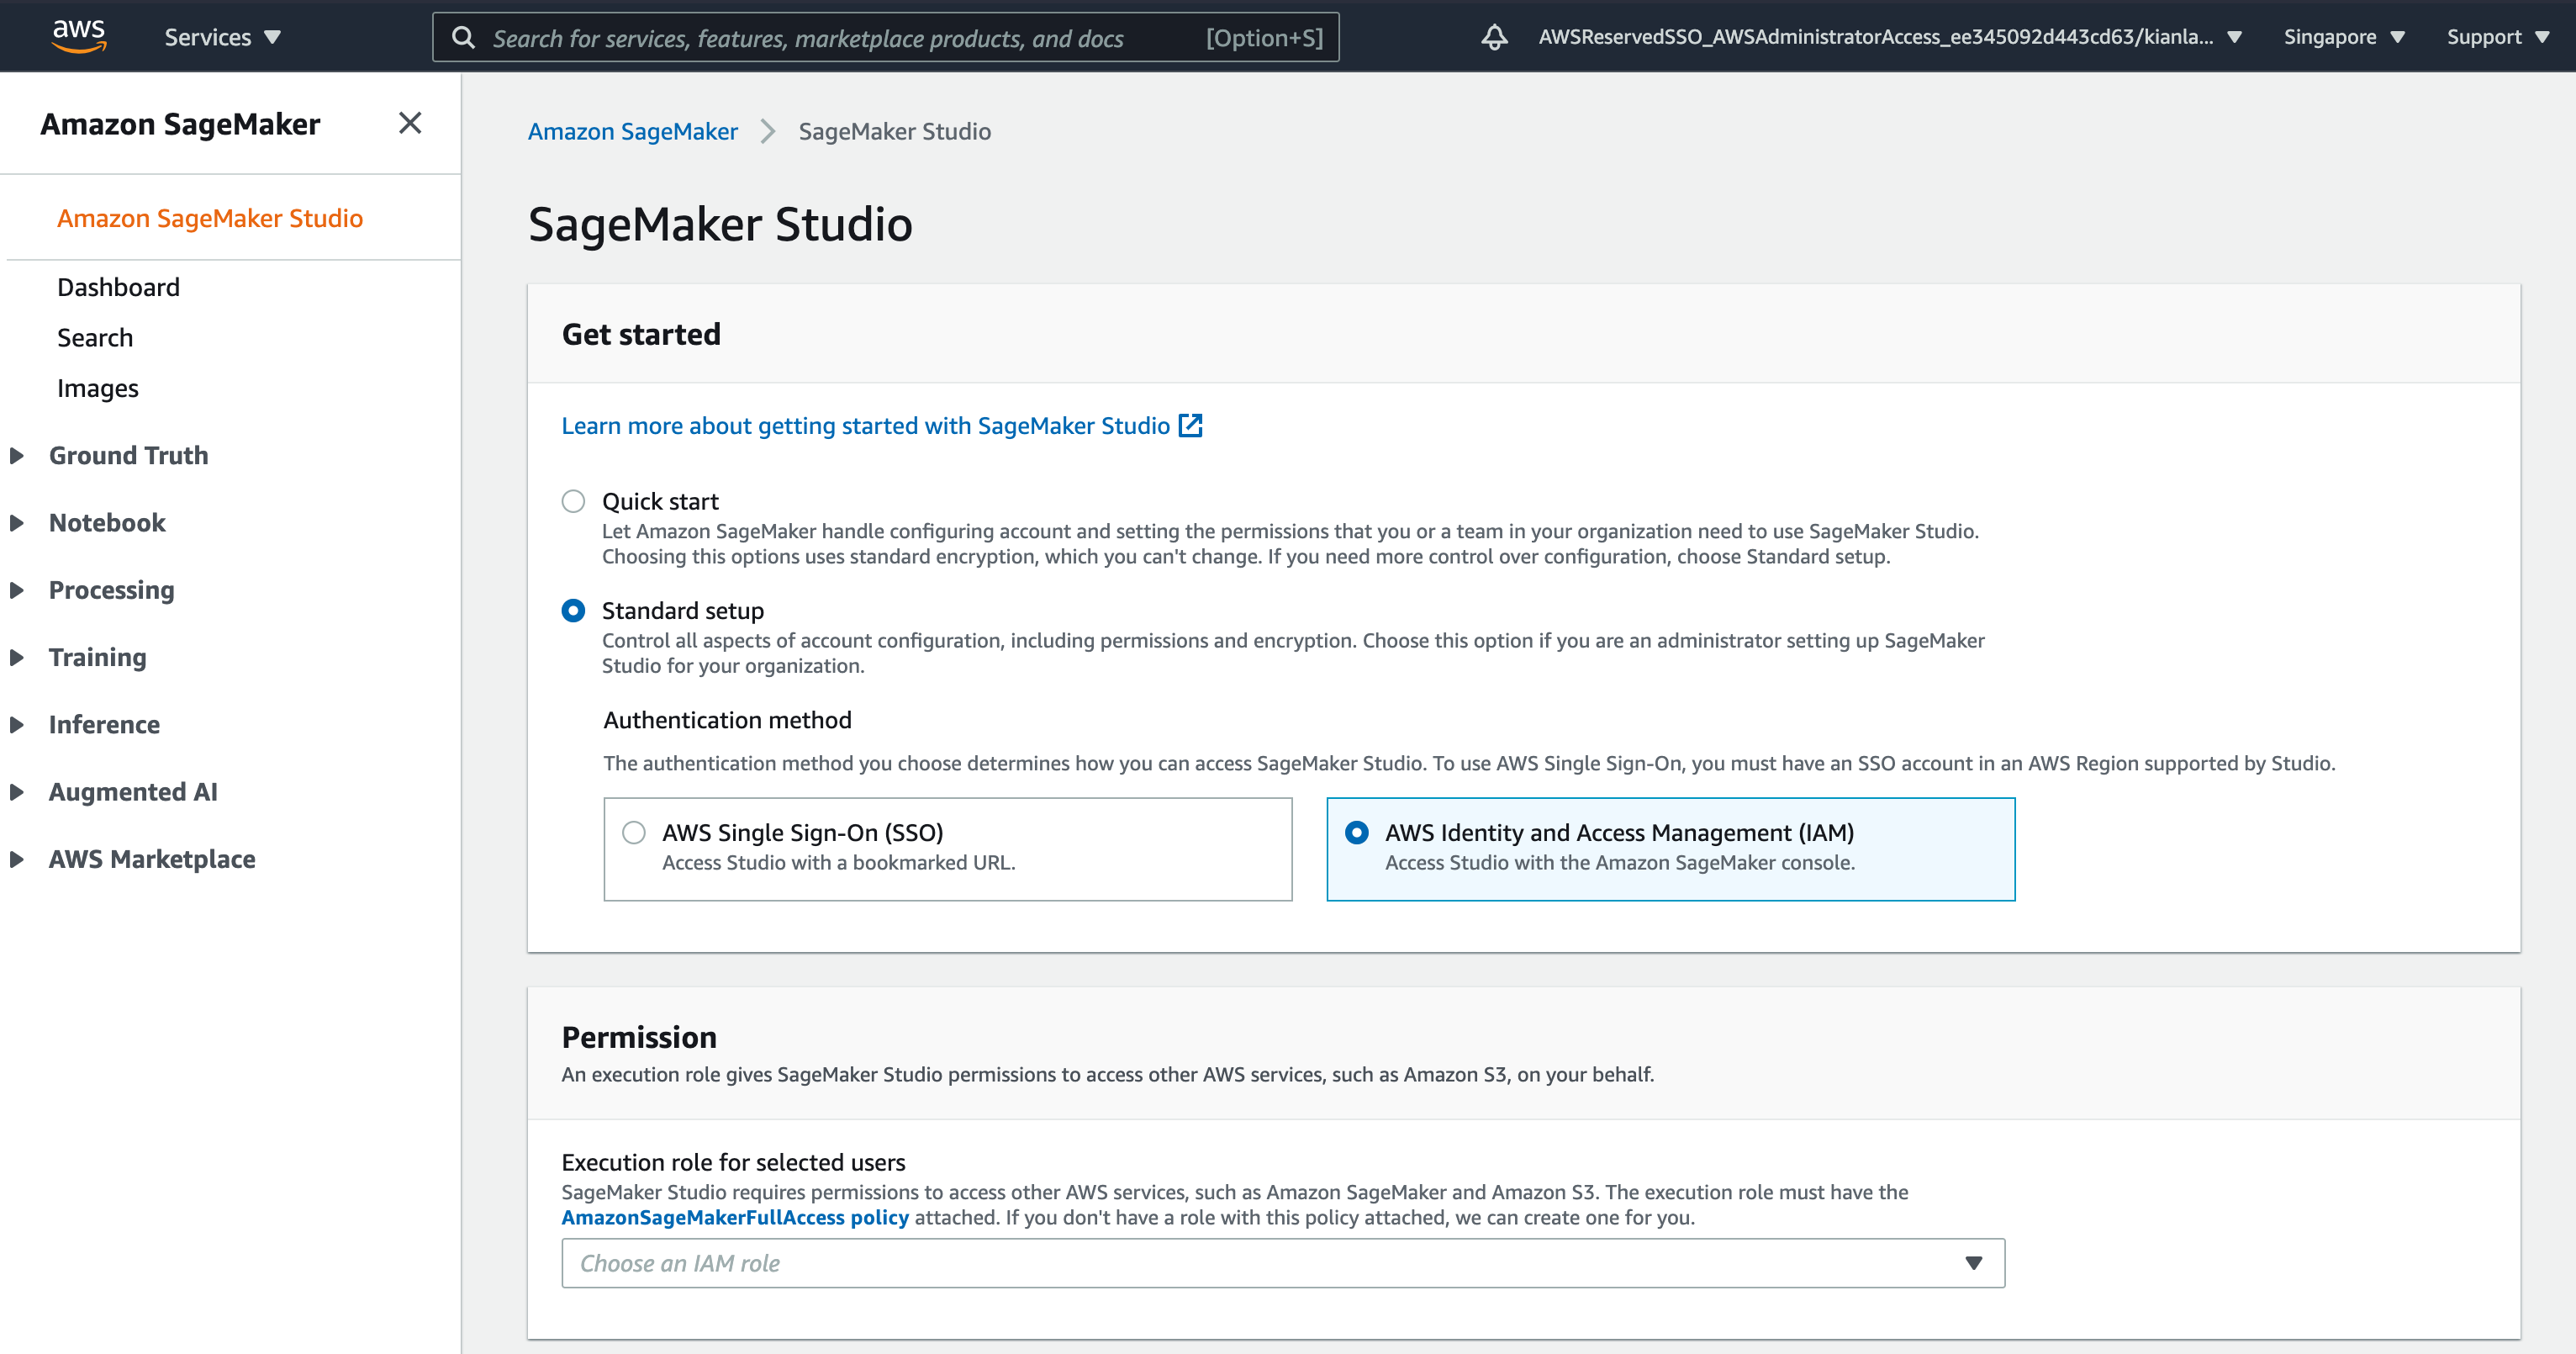 aws
Services
Search for services, features, marketplace products, and docs
[Option+S]
AWSReservedSSO_AWSAdministratorAccess_ee345092d443cd63/kianla...
Singapore
Support
Amazon SageMaker
Amazon SageMaker Studio
Dashboard
Search
Images
Ground Truth
Notebook
Processing
Training
Inference
Augmented AI
AWS Marketplace
Amazon SageMaker
SageMaker Studio
SageMaker Studio
Get started
Learn more about getting started with SageMaker Studio
Quick start
Let Amazon SageMaker handle configuring account and setting the permissions that you or a team in your organization need to use SageMaker Studio.
Choosing this options uses standard encryption, which you can't change. If you need more control over configuration, choose Standard setup.
Standard setup
Control all aspects of account configuration, including permissions and encryption. Choose this option if you are an administrator setting up SageMaker
Studio for your organization.
Authentication method
The authentication method you choose determines how you can access SageMaker Studio. To use AWS Single Sign-On, you must have an SSO account in an AWS Region supported by Studio.
AWS Single Sign-On (SSO)
Access Studio with a bookmarked URL.
AWS Identity and Access Management (IAM)
Access Studio with the Amazon SageMaker console.
Permission
An execution role gives SageMaker Studio permissions to access other AWS services, such as Amazon S3, on your behalf.
Execution role for selected users
SageMaker Studio requires permissions to access other AWS services, such as Amazon SageMaker and Amazon S3. The execution role must have the
AmazonSageMakerFullAccess policy attached. If you don't have a role with this policy attached, we can create one for you.
Choose an IAM role